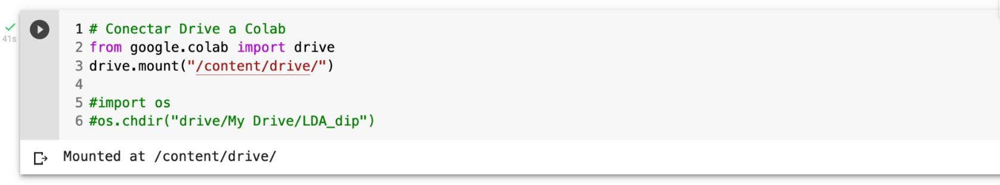 41s
1 # Conectar Drive a Colab
2 from google.colab import drive
3 drive.mount("/content/drive/")
4
5 #import os
6 #os.chdir("drive/My Drive/LDA_dip")
Mounted at /content/drive/